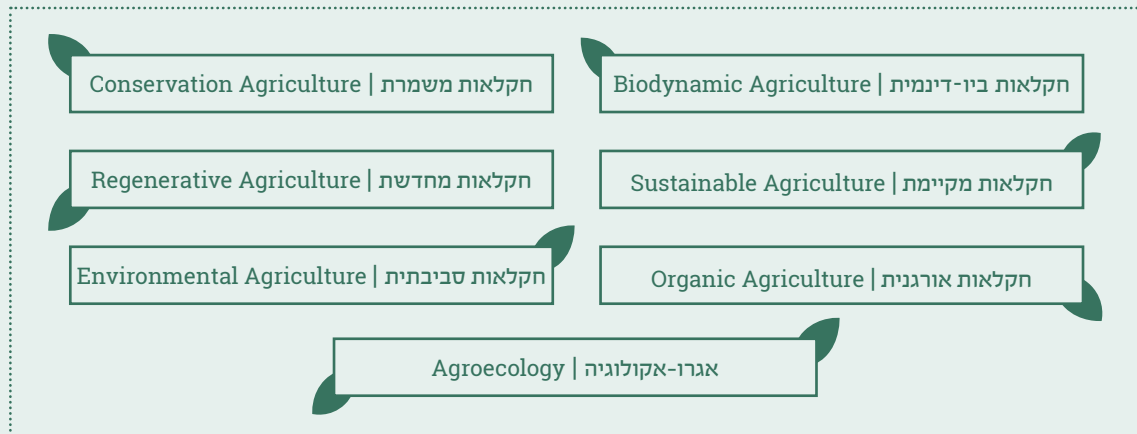 חקלאות משמרת | Conservation Agriculture
חקלאות ביו-דינמית | Biodynamic Agriculture
חקלאות מחדשת | Regenerative Agriculture
חקלאות מקיימת | Sustainable Agriculture
חקלאות סביבתית | Environmental Agriculture
חקלאות אורגנית | Organic Agriculture
אגרו-אקולוגיה | Agroecology